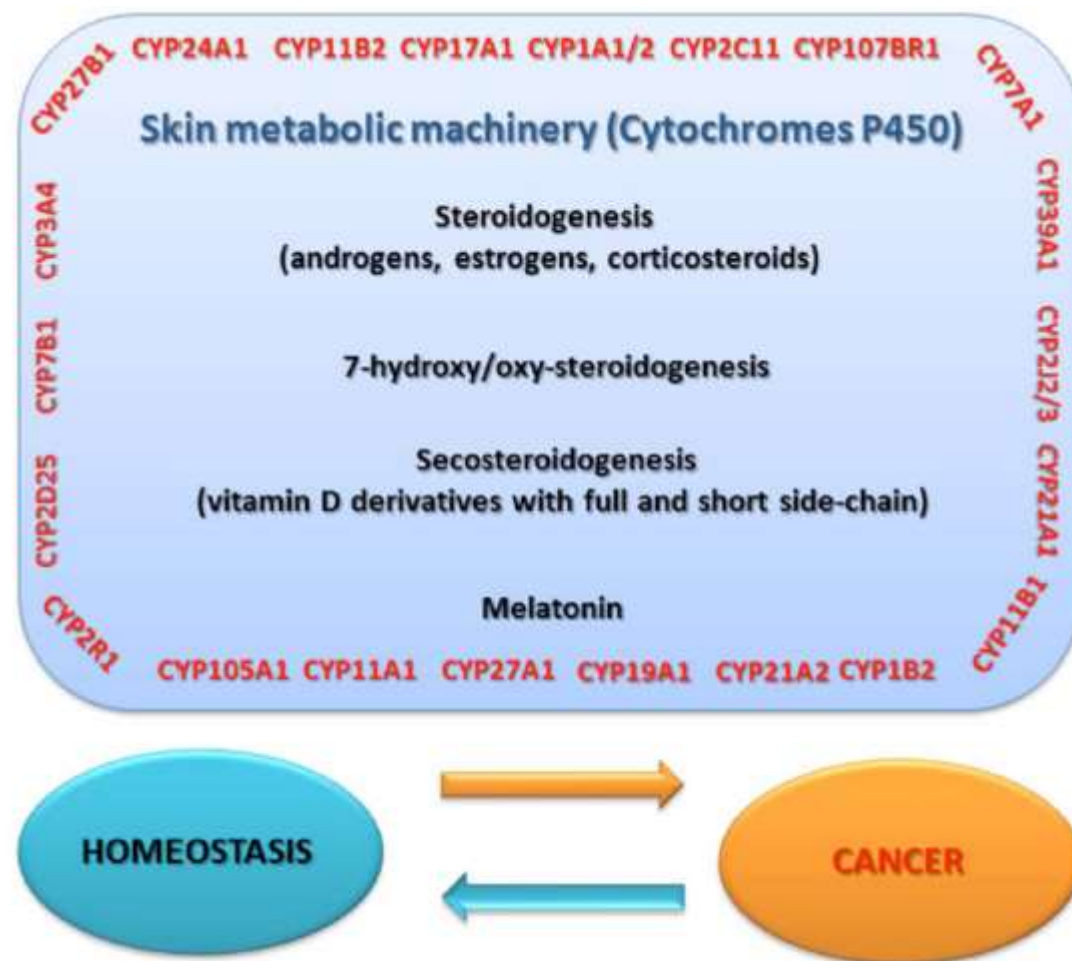 CYP27B1 CYP24A1 CYP11B2 CYP17A1 CYP1A1/2 CYP2C11 CYP107BR1 CYP7A1
Skin metabolic machinery (Cytochromes P450)
CYP3A4
CYP39A1
Steroidogenesis
(androgens, estrogens, corticosteroids)
CYP7B1
CYP2J2/3
7-hydroxy/oxy-steroidogenesis
CYP2D25
CYP21A1
Secosteroidogenesis
(vitamin D derivatives with full and short side-chain)
Melatonin
CYP2R1 CYP105A1 CYP11A1 CYP27A1 CYP19A1 CYP21A2 CYP1B2 CYP11B1
HOMEOSTASIS
CANCER